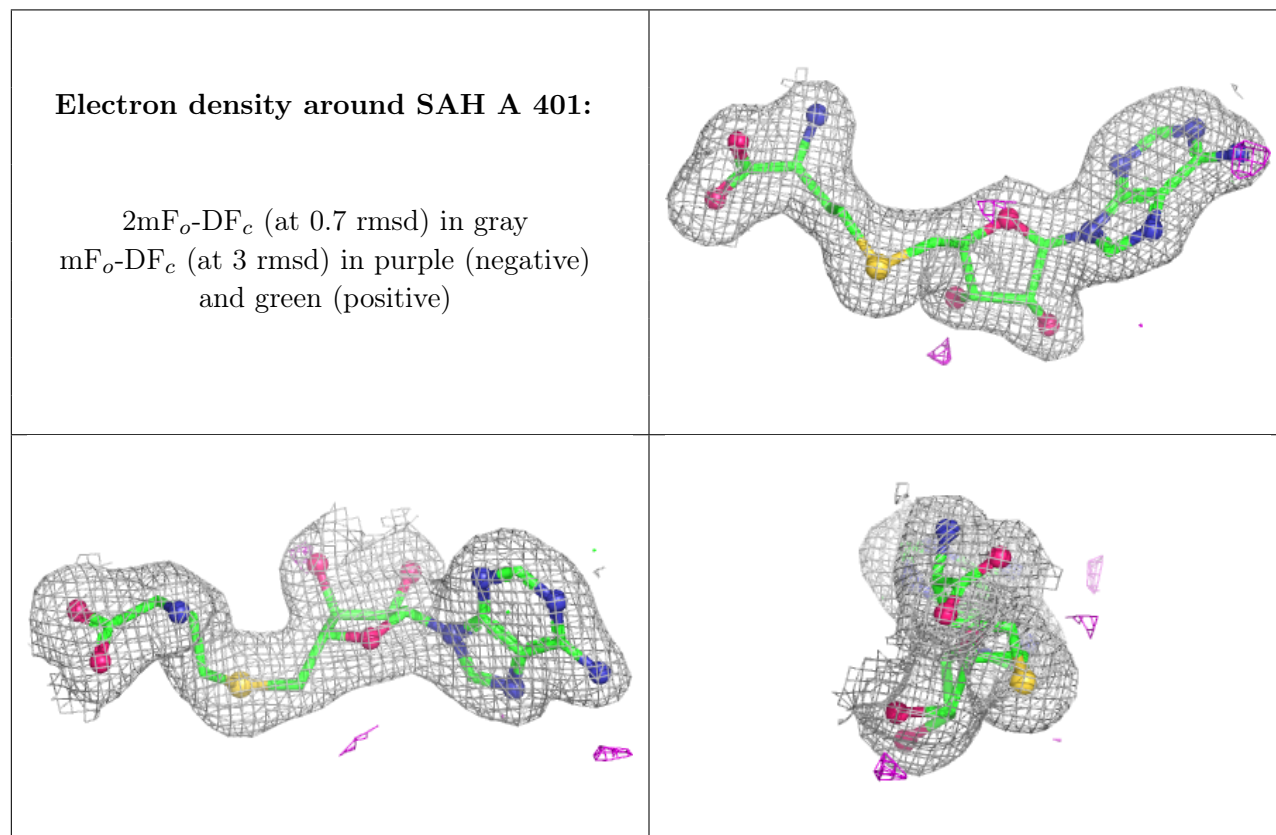 Electron density around SAH A 401:
2mFₒ-DF𝒸 (at 0.7 rmsd) in gray
mFₒ-DF𝒸 (at 3 rmsd) in purple (negative)
and green (positive)